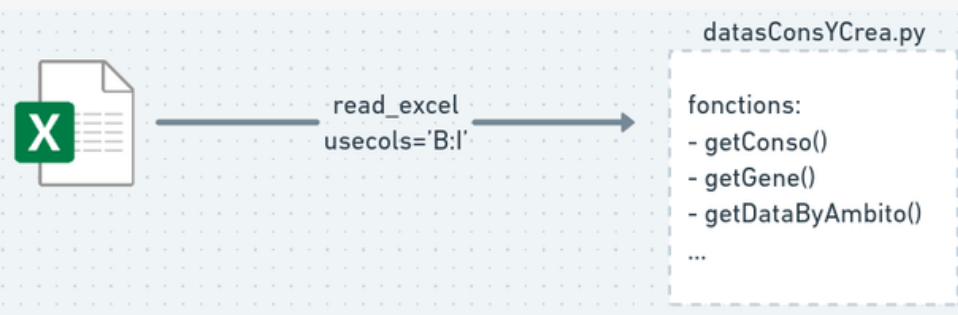 datasConsYCrea.py
X
read_excel
usecols='B:I'
fonctions:
- getConso()
- getGene()
- getDataByAmbito()
...